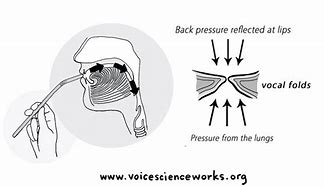 Back pressure reflected at lips
vocal folds
Pressure from the lungs
www.voicescienceworks.org